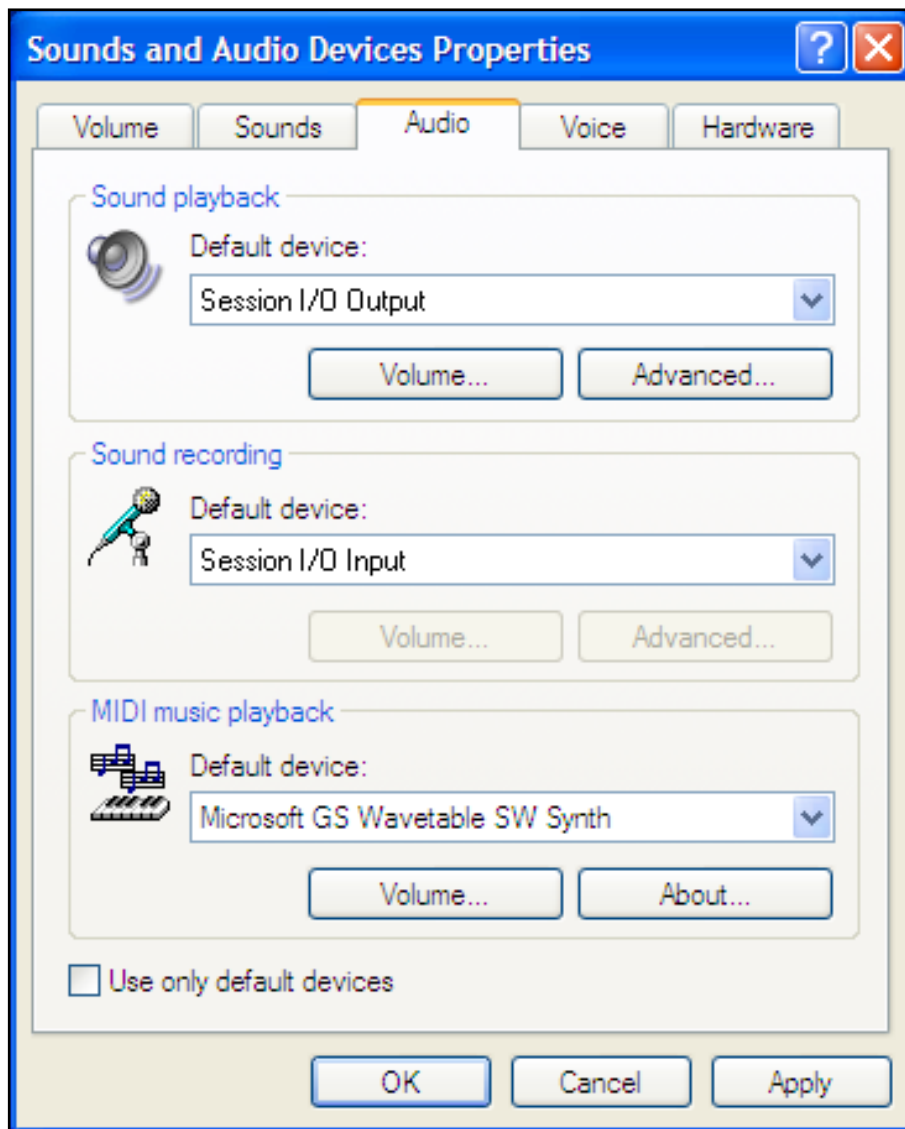 Sounds and Audio Devices Properties
Volume Sounds Audio Voice Hardware
Sound playback
Default device:
Session I/O Output
Volume... Advanced...
Sound recording
Default device:
Session I/O Input
Volume... Advanced...
MIDI music playback
Default device:
Microsoft GS Wavetable SW Synth
Volume... About...
Use only default devices
OK Cancel Apply